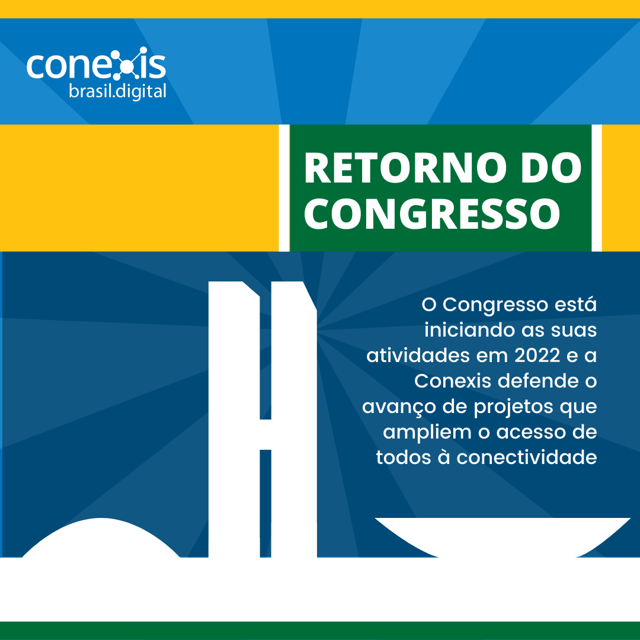 conexis
brasil.digital
RETORNO DO
CONGRESSO
O Congresso está
iniciando as suas
atividades em 2022 e a
Conexis defende o
avanço de projetos que
ampliem o acesso de
todos à conectividade